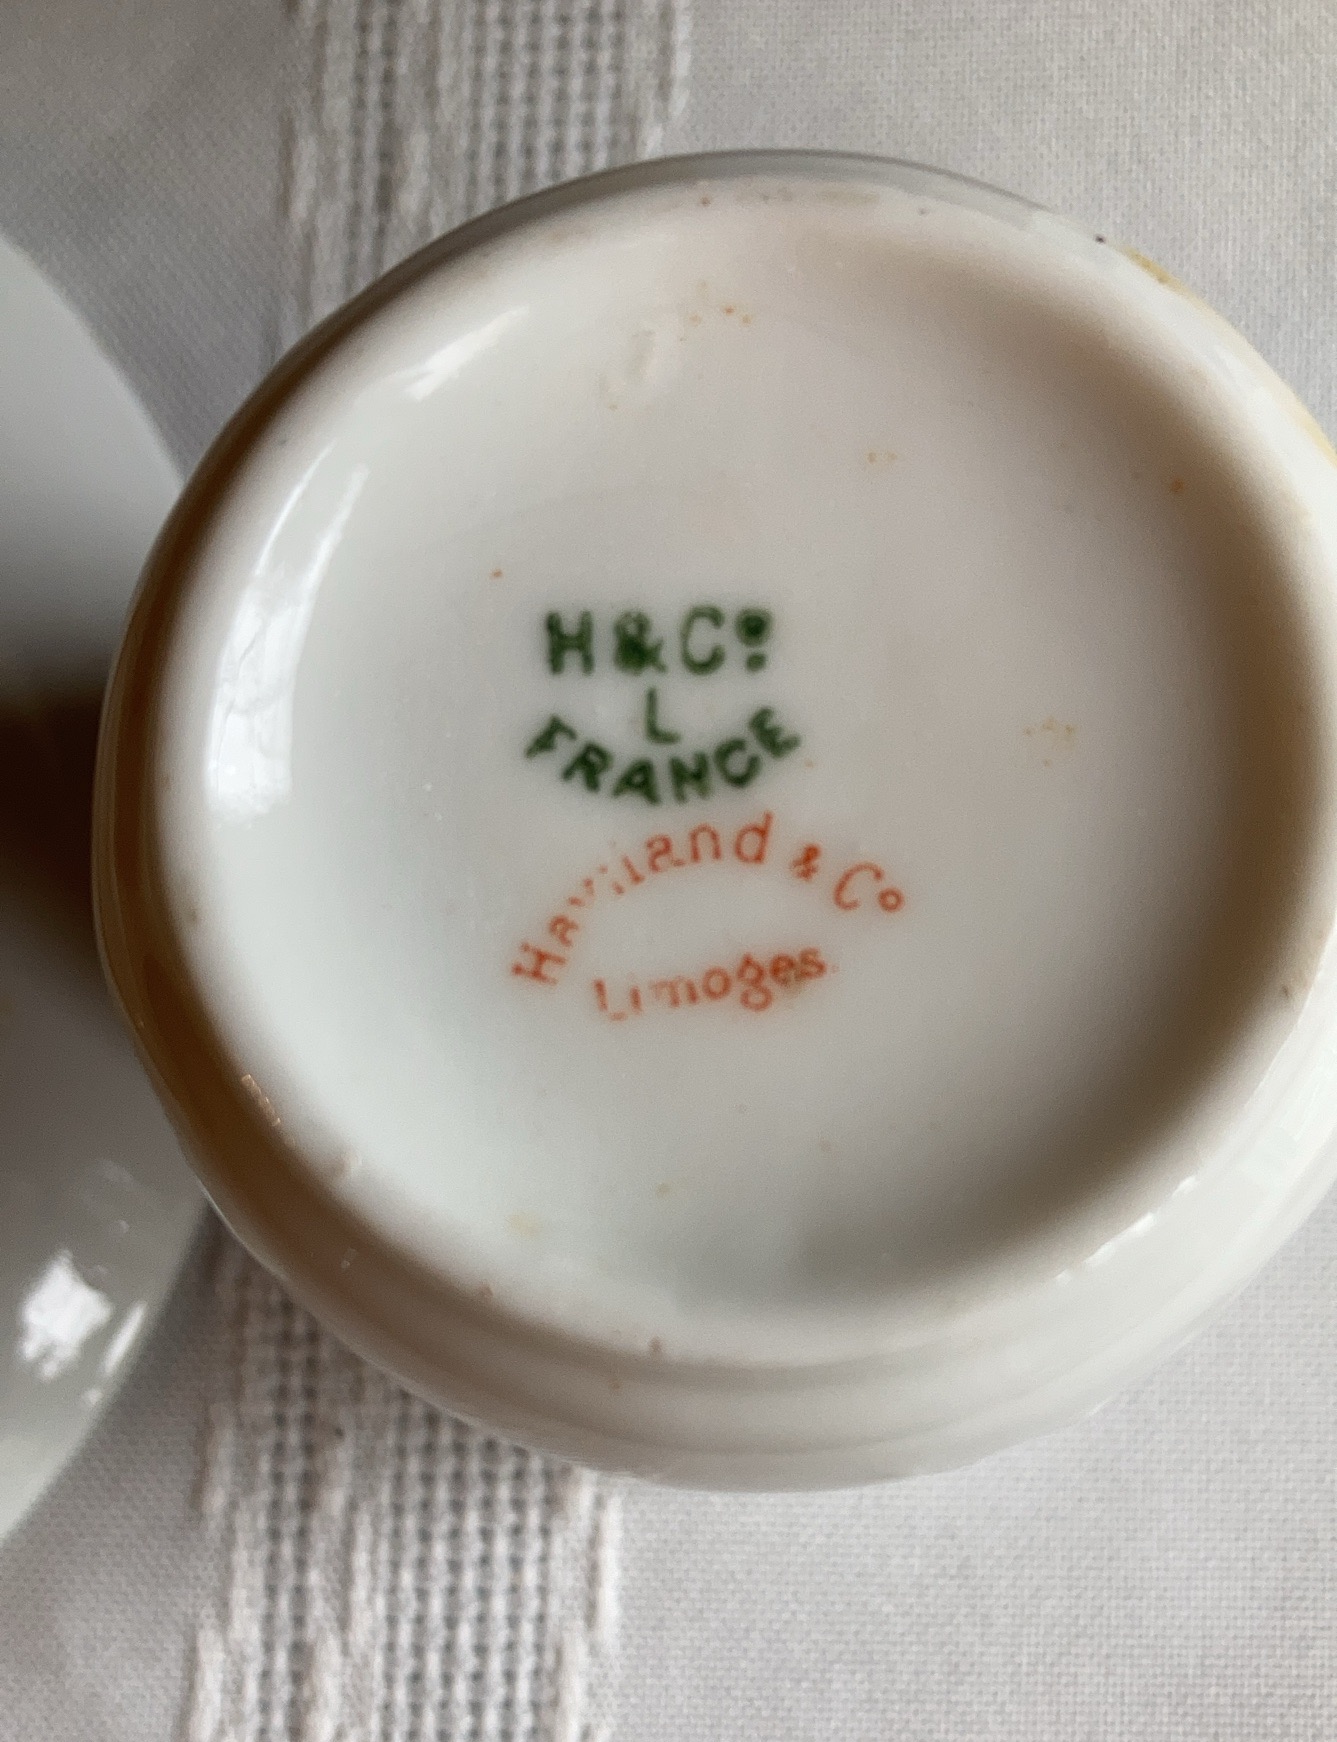 H & Co.
L
FRANCE
Haviland & Co
Limoges.